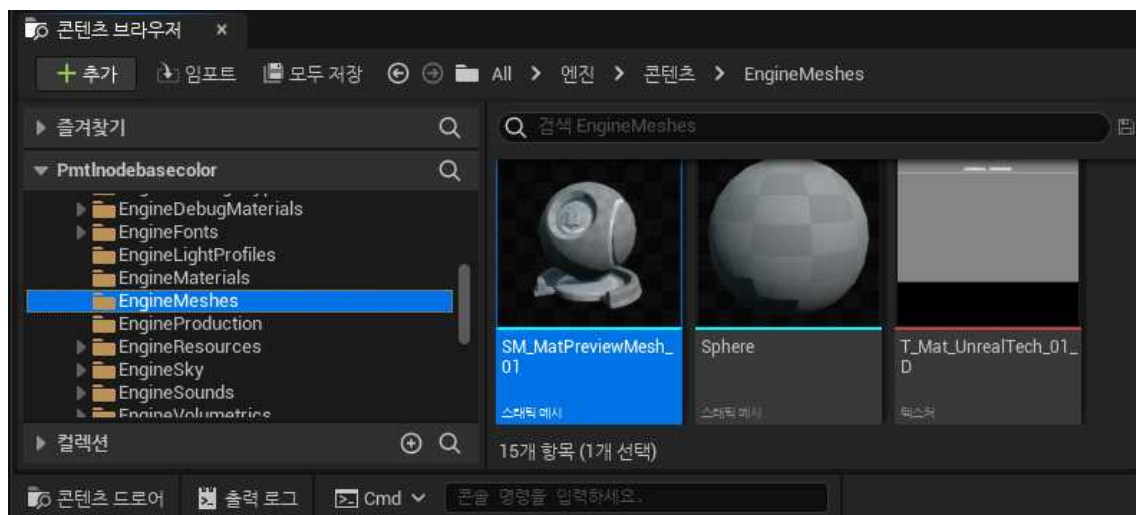 콘텐츠 브라우저 ×
추가 임포트 모두 저장 All > 엔진 > 콘텐츠 > EngineMeshes
즐겨찾기
검색 EngineMeshes
Pmtlnodebasecolor
EngineDebugMaterials
EngineFonts
EngineLightProfiles
EngineMaterials
EngineMeshes
EngineProduction
EngineResources
EngineSky
EngineSounds
EngineVolumetrics
SM_MatPreviewMesh_
01
스태틱 메시
Sphere
스태틱 메시
T_Mat_UnrealTech_01_
D
텍스처
컬렉션
15개 항목 (1개 선택)
콘텐츠 드로어 출력 로그 Cmd 콘솔 명령을 입력하세요.